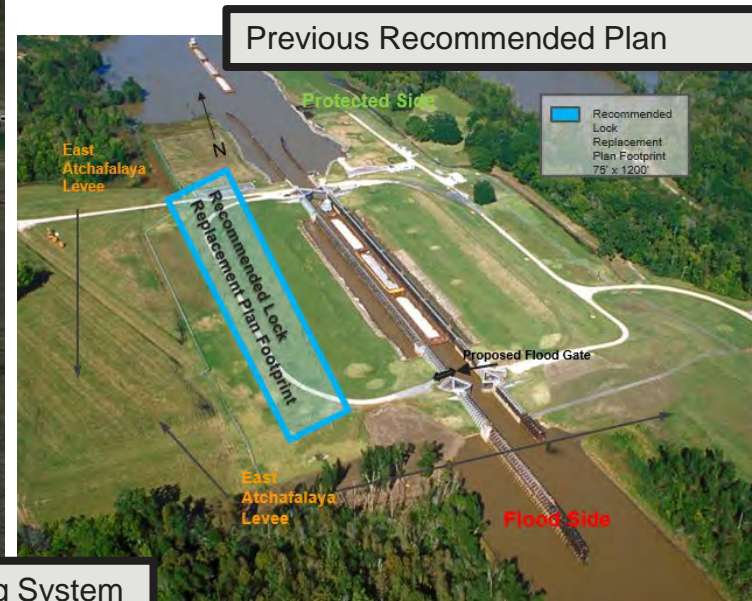 Previous Recommended Plan
Protected Side
Recommended
Lock
Replacement
Plan Footprint
75' x 1200'
N
East
Atchafalaya
Levee
Recommended Lock
Replacement Plan Footprint
Proposed Flood Gate
East
Atchafalaya
Levee
Flood Side
g System